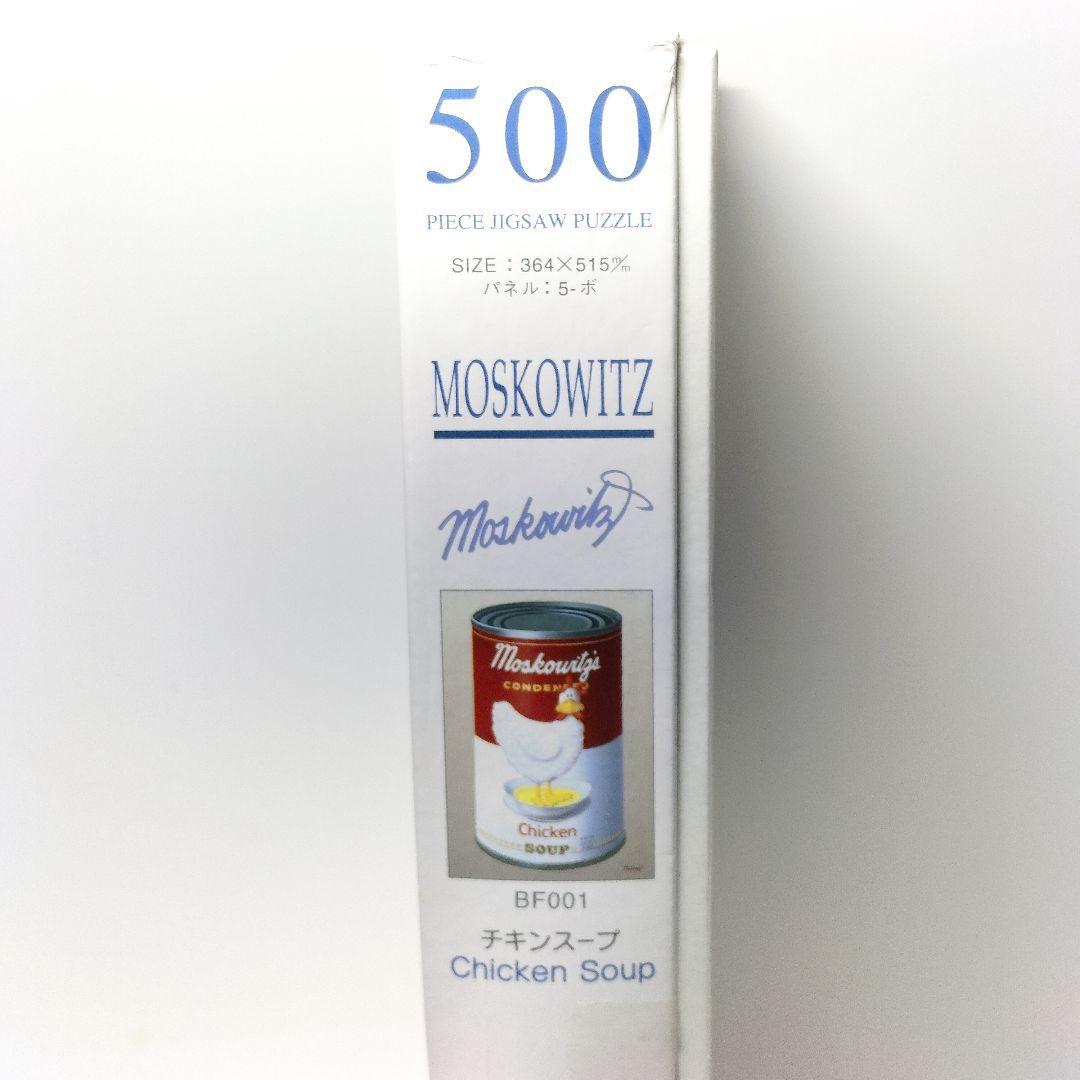 500
PIECE JIGSAW PUZZLE
SIZE : 364×515㎜
パネル : 5-ボ
MOSKOWITZ
Moskowitz
Moskowitz's
CONDENSED
Chicken
SOUP
BF001
チキンスープ
Chicken Soup